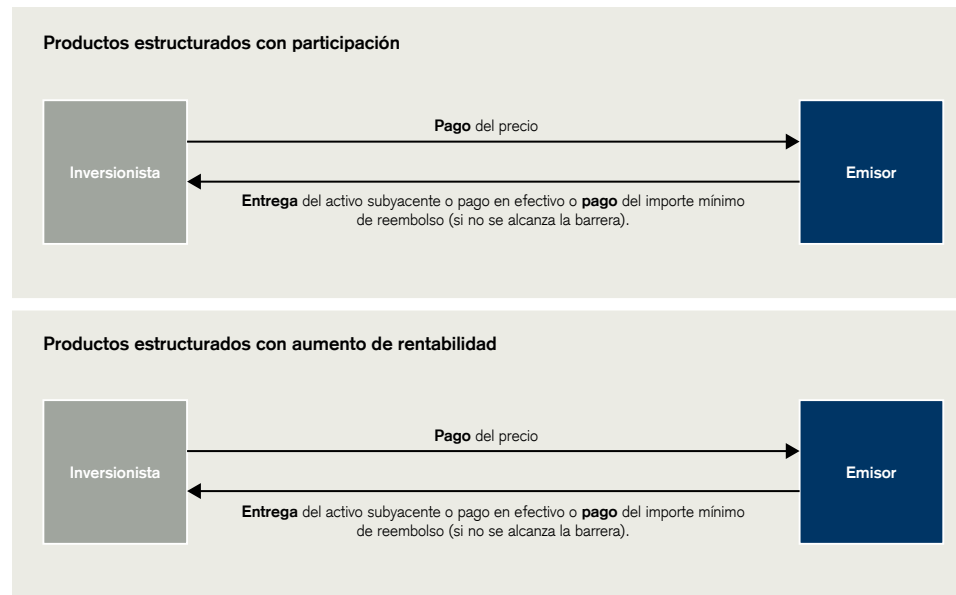 Productos estructurados con participación
Pago del precio
Inversionista
Emisor
Entrega del activo subyacente o pago en efectivo o pago del importe mínimo
de reembolso (si no se alcanza la barrera).
Productos estructurados con aumento de rentabilidad
Pago del precio
Inversionista
Emisor
Entrega del activo subyacente o pago en efectivo o pago del importe mínimo
de reembolso (si no se alcanza la barrera).